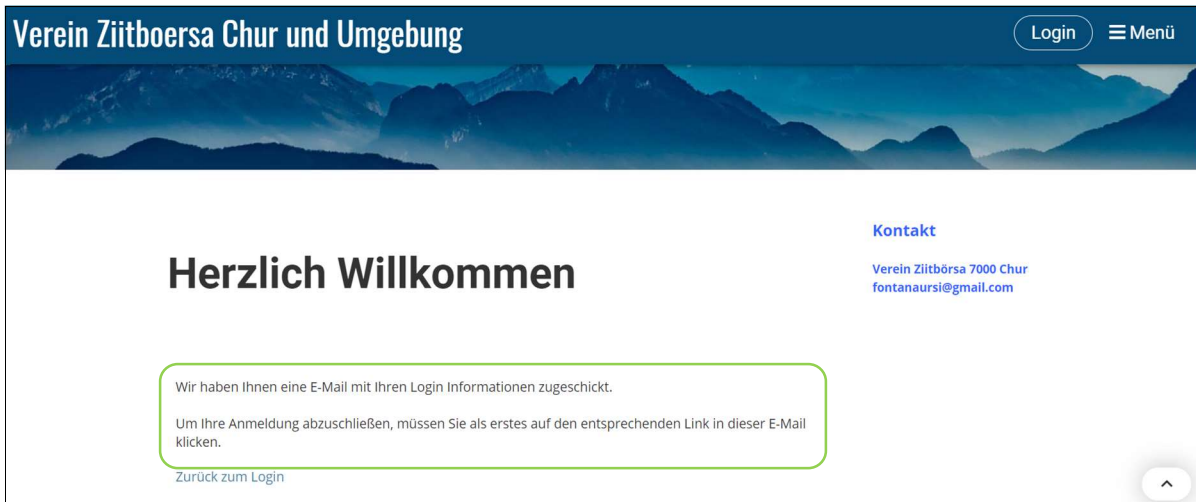 Verein Ziitboersa Chur und Umgebung
Login
Menü
Kontakt
Verein Ziitbörsa 7000 Chur
fontanaursi@gmail.com
Herzlich Willkommen
Wir haben Ihnen eine E-Mail mit Ihren Login Informationen zugeschickt.
Um Ihre Anmeldung abzuschließen, müssen Sie als erstes auf den entsprechenden Link in dieser E-Mail
klicken.
Zurück zum Login